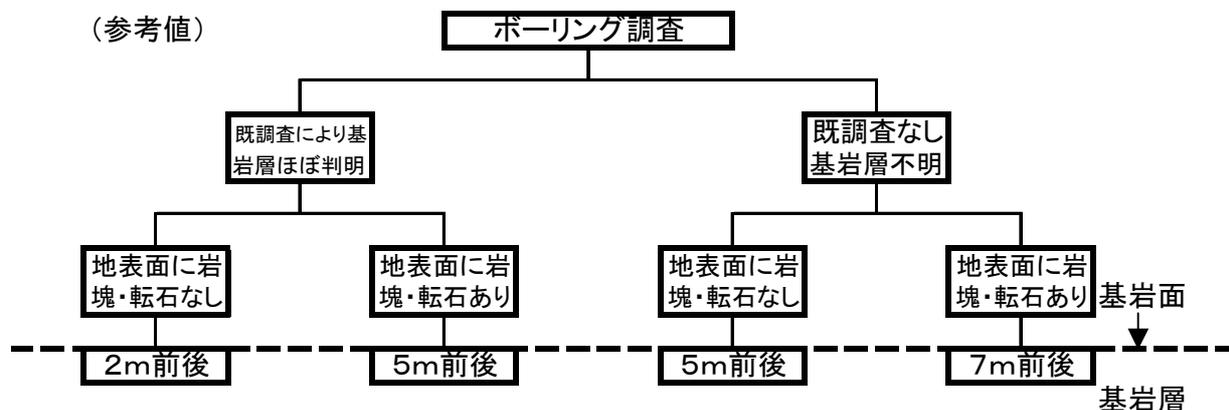 （参考値）
ボーリング調査
既調査により基
岩層ほぼ判明
既調査なし
基岩層不明
地表面に岩
塊・転石なし
地表面に岩
塊・転石あり
地表面に岩
塊・転石なし
地表面に岩
塊・転石あり
基岩面
2ｍ前後
5ｍ前後
5ｍ前後
7ｍ前後
基岩層